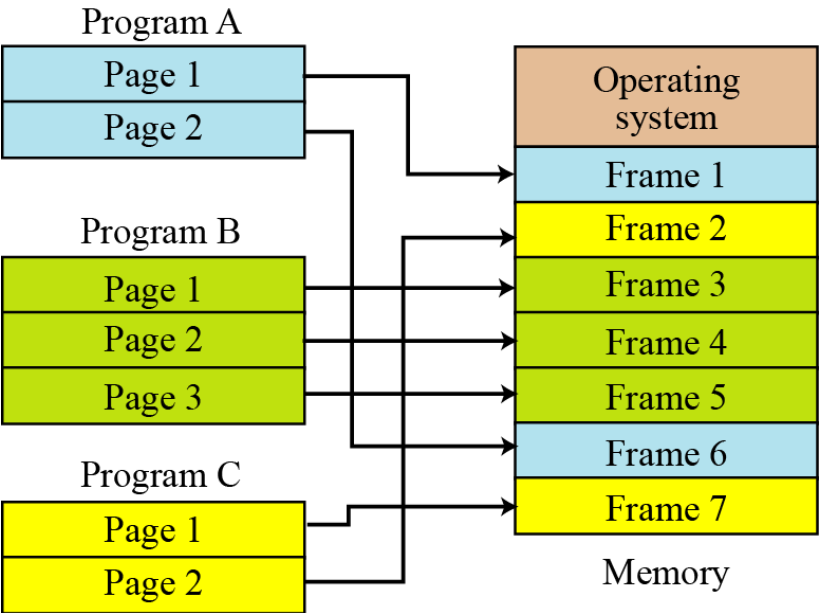 Program A
Page 1
Page 2
Program B
Page 1
Page 2
Page 3
Program C
Page 1
Page 2
Operating
system
Frame 1
Frame 2
Frame 3
Frame 4
Frame 5
Frame 6
Frame 7
Memory